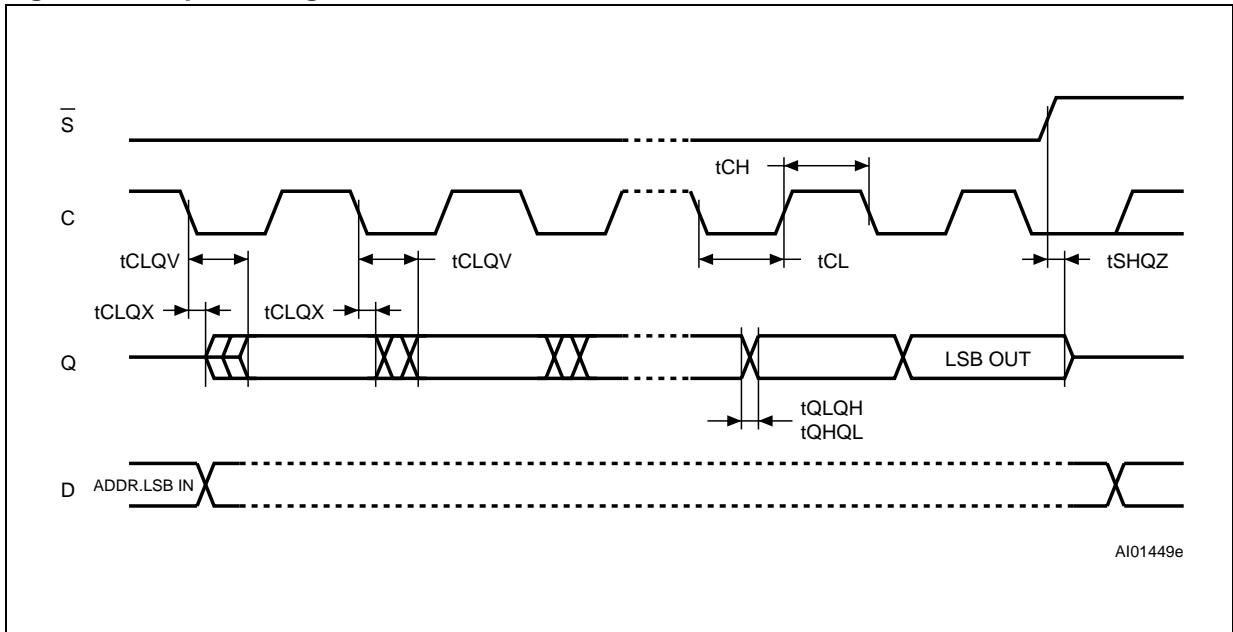 S
tCH
C
tCLQV
tCLQV
tCL
tSHQZ
tCLQX
tCLQX
Q
LSB OUT
tQLQH
tQHQL
D
ADDR.LSB IN
AI01449e